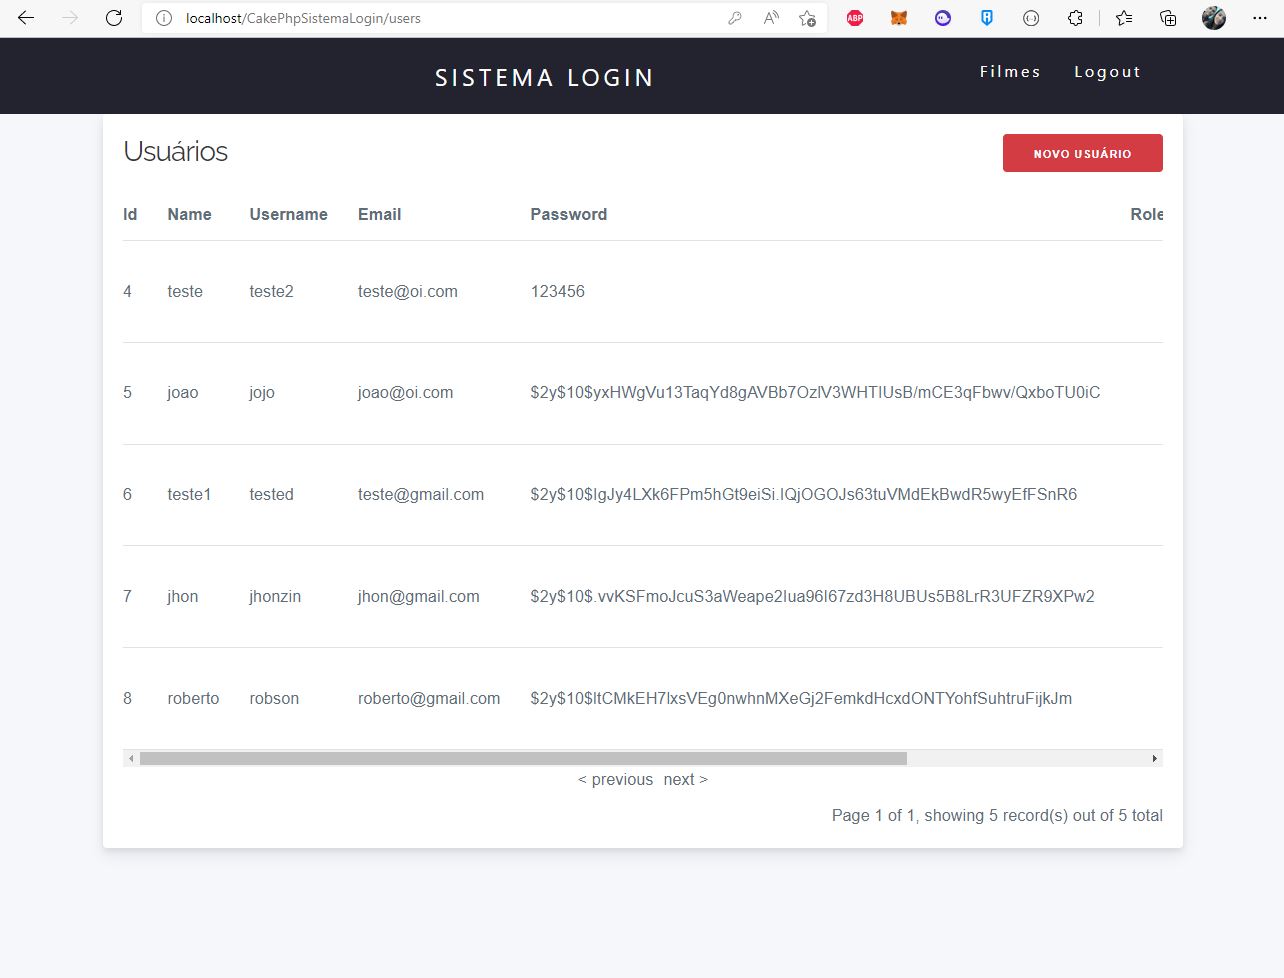 localhost/CakePhpSistemaLogin/users
ABP
SISTEMA LOGIN
Filmes
Logout
Usuários
NOVO USUÁRIO
Id Name Username Email Password Role
4 teste teste2 teste@oi.com 123456
5 joao jojo joao@oi.com $2y$10$yxHWgVu13TaqYd8gAVBb7OzlV3WHTlUsB/mCE3qFbwv/QxboTU0iC
6 teste1 tested teste@gmail.com $2y$10$IgJy4LXk6FPm5hGt9eiSi.IQjOGOJs63tuVMdEkBwdR5wyEfFSnR6
7 jhon jhonzin jhon@gmail.com $2y$10$.vvKSFmoJcuS3aWeape2Iua96I67zd3H8UBUs5B8LrR3UFZR9XPw2
8 roberto robson roberto@gmail.com $2y$10$ltCMkEH7lxsVEg0nwhnMXeGj2FemkdHcxdONTYohfSuhtruFijkJm
< previous next >
Page 1 of 1, showing 5 record(s) out of 5 total